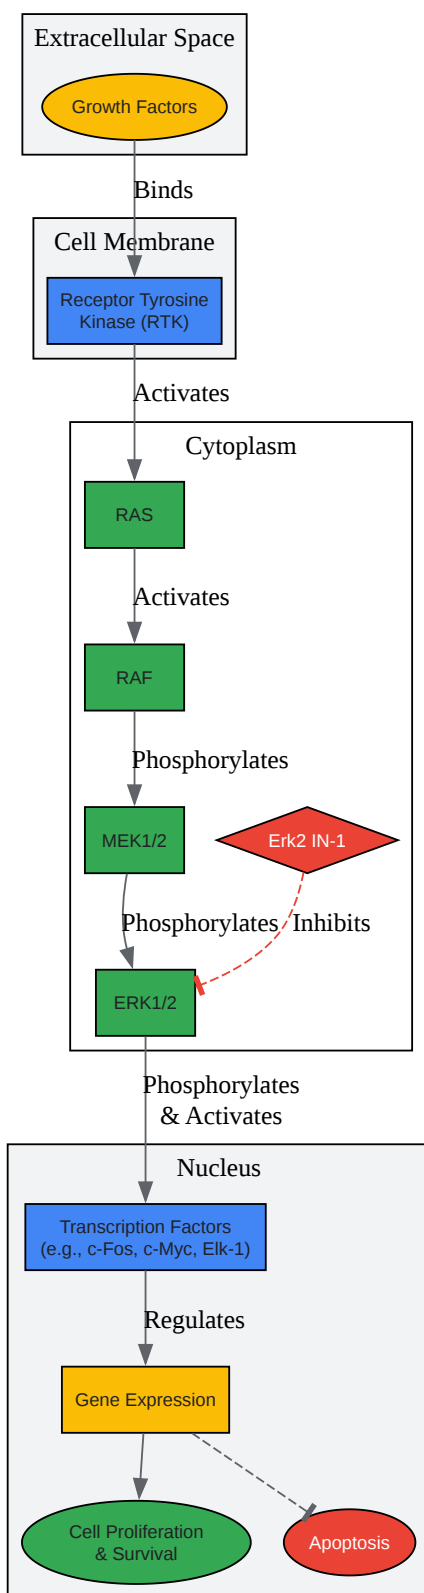 Extracellular Space
Growth Factors
Binds
Cell Membrane
Receptor Tyrosine
Kinase (RTK)
Activates
Cytoplasm
RAS
Activates
RAF
Phosphorylates
MEK1/2
Erk2 IN-1
Phosphorylates
Inhibits
ERK1/2
Phosphorylates
& Activates
Nucleus
Transcription Factors
(e.g., c-Fos, c-Myc, Elk-1)
Regulates
Gene Expression
Cell Proliferation
& Survival
Apoptosis